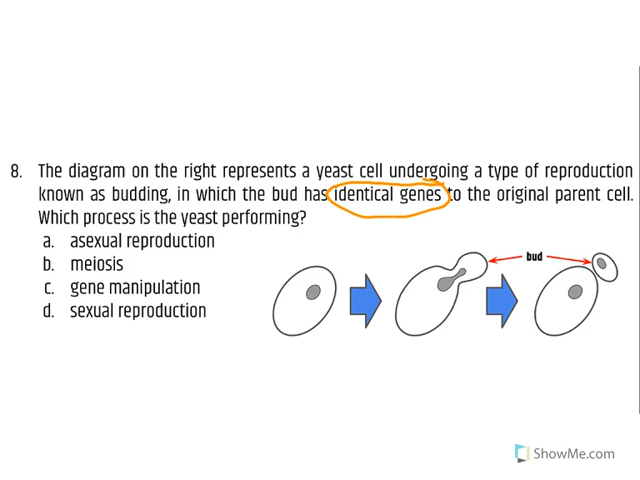 8. The diagram on the right represents a yeast cell undergoing a type of reproduction
known as budding, in which the bud has identical genes to the original parent cell.
Which process is the yeast performing?
a. asexual reproduction
b. meiosis
c. gene manipulation
d. sexual reproduction
bud
ShowMe.com